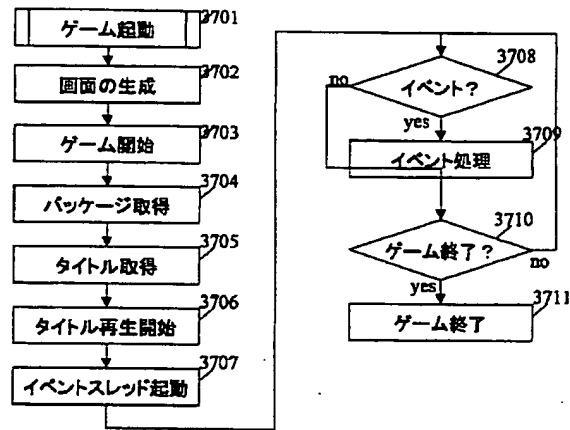 ゲーム起動
3701
画面の生成
3702
ゲーム開始
3703
パッケージ取得
3704
タイトル取得
3705
タイトル再生開始
3706
イベントスレッド起動
3707
イベント？
3708
no
yes
イベント処理
3709
ゲーム終了？
3710
no
yes
ゲーム終了
3711